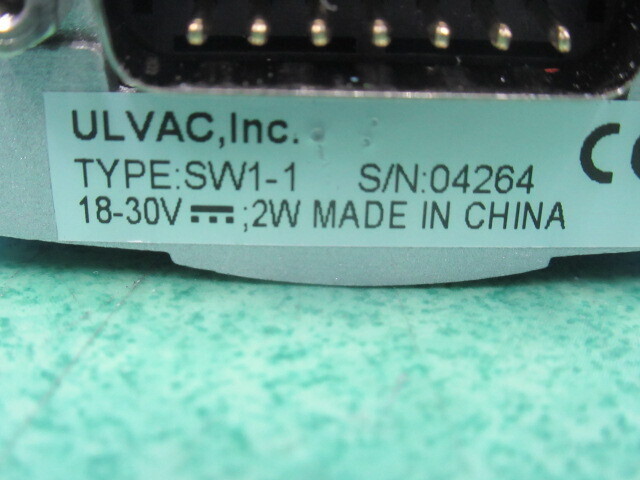 ULVAC,Inc.
TYPE:SW1-1 S/N:04264 CE
18-30V ⎓;2W MADE IN CHINA